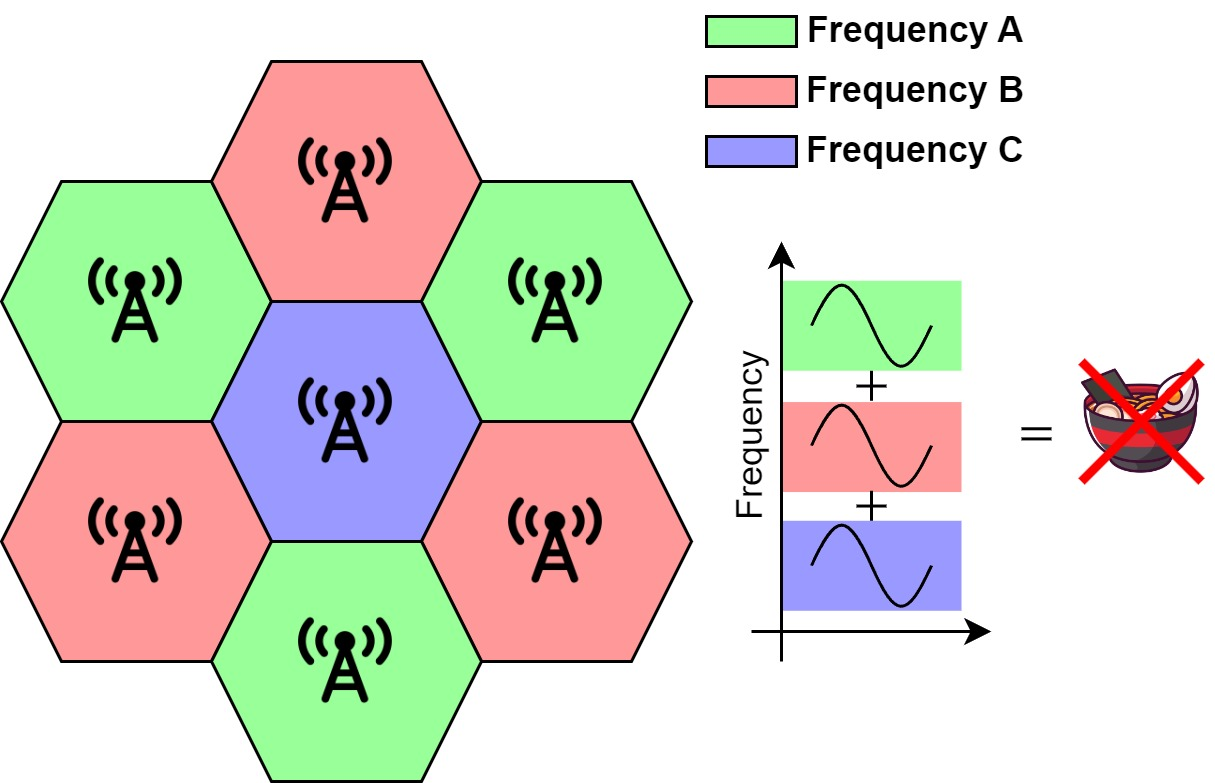 Frequency A
Frequency B
Frequency C
Frequency
+
+
=